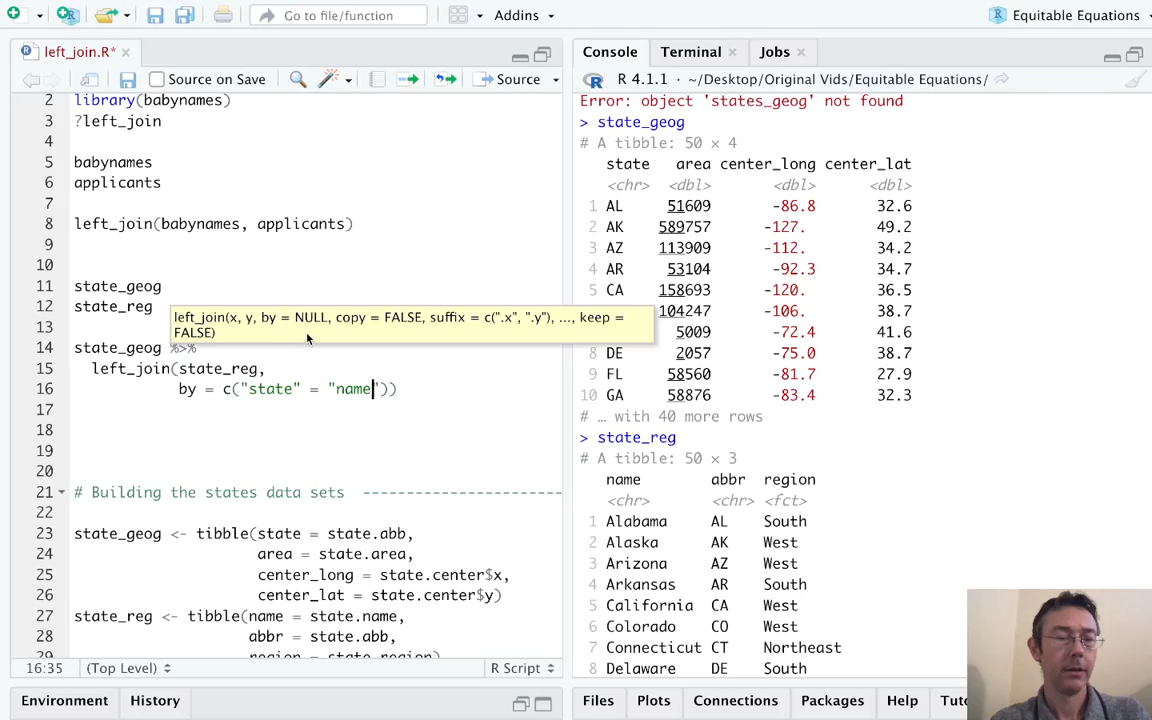 Go to file/function
Addins
Equitable Equations
left_join.R*
Source on Save
Source
2 library(babynames)
3 ?left_join
4
5 babynames
6 applicants
7
8 left_join(babynames, applicants)
9
10
11 state_geog
12 state_reg
left_join(x, y, by = NULL, copy = FALSE, suffix = c(".x", ".y"), ..., keep =
FALSE)
13
14 state_geog %>%
15 left_join(state_reg,
16 by = c("state" = "name"))
17
18
19
20
21 # Building the states data sets ----------------------
22
23 state_geog <- tibble(state = state.abb,
24 area = state.area,
25 center_long = state.center$x,
26 center_lat = state.center$y)
27 state_reg <- tibble(name = state.name,
28 abbr = state.abb,
region = state.region)
16:35 (Top Level) R Script
Environment History
Console Terminal Jobs
R 4.1.1 · ~/Desktop/Original Vids/Equitable Equations/
Error: object 'states_geog' not found
> state_geog
# A tibble: 50 × 4
state area center_long center_lat
<chr> <dbl> <dbl> <dbl>
1 AL 51609 -86.8 32.6
2 AK 589757 -127. 49.2
3 AZ 113909 -112. 34.2
4 AR 53104 -92.3 34.7
5 CA 158693 -120. 36.5
104247 -106. 38.7
5009 -72.4 41.6
8 DE 2057 -75.0 38.7
9 FL 58560 -81.7 27.9
10 GA 58876 -83.4 32.3
# … with 40 more rows
> state_reg
# A tibble: 50 × 3
name abbr region
<chr> <chr> <fct>
1 Alabama AL South
2 Alaska AK West
3 Arizona AZ West
4 Arkansas AR South
5 California CA West
6 Colorado CO West
7 Connecticut CT Northeast
8 Delaware DE South
Files Plots Connections Packages Help